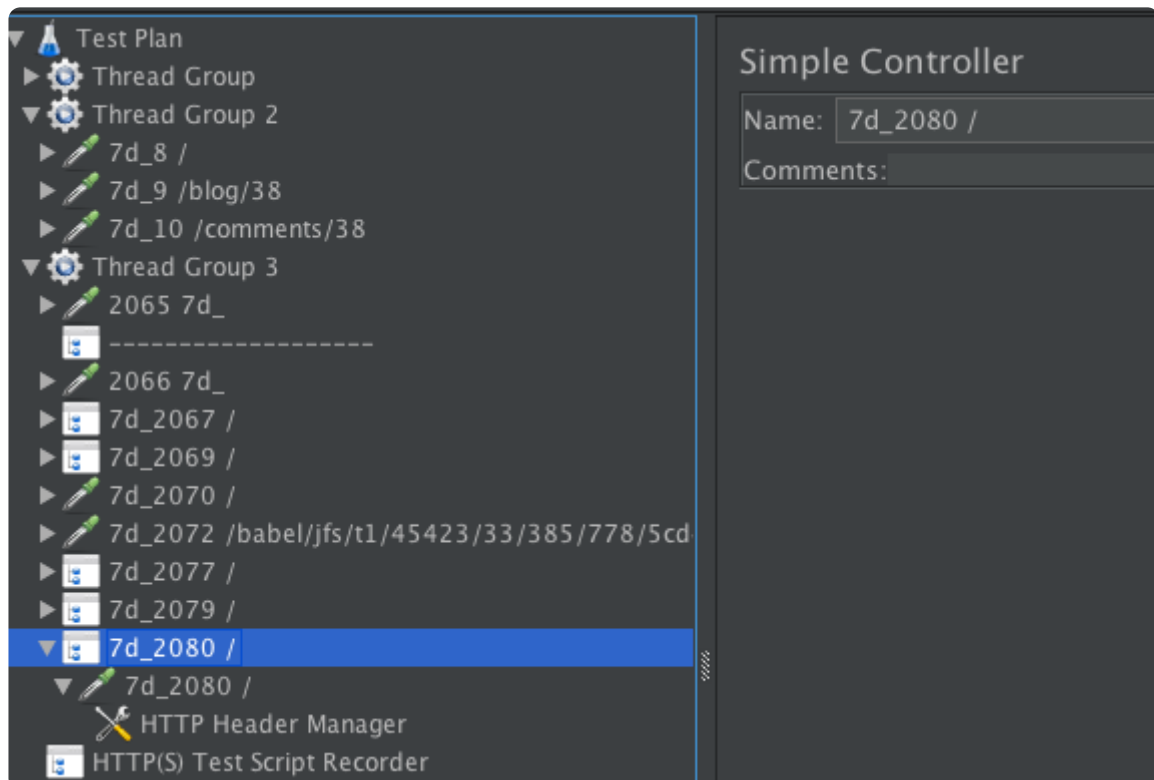 Test Plan
Thread Group
Thread Group 2
7d_8 /
7d_9 /blog/38
7d_10 /comments/38
Thread Group 3
2065 7d_
-------------------
2066 7d_
7d_2067 /
7d_2069 /
7d_2070 /
7d_2072 /babel/jfs/t1/45423/33/385/778/5cd
7d_2077 /
7d_2079 /
7d_2080 /
7d_2080 /
HTTP Header Manager
HTTP(S) Test Script Recorder
Simple Controller
Name: 7d_2080 /
Comments: